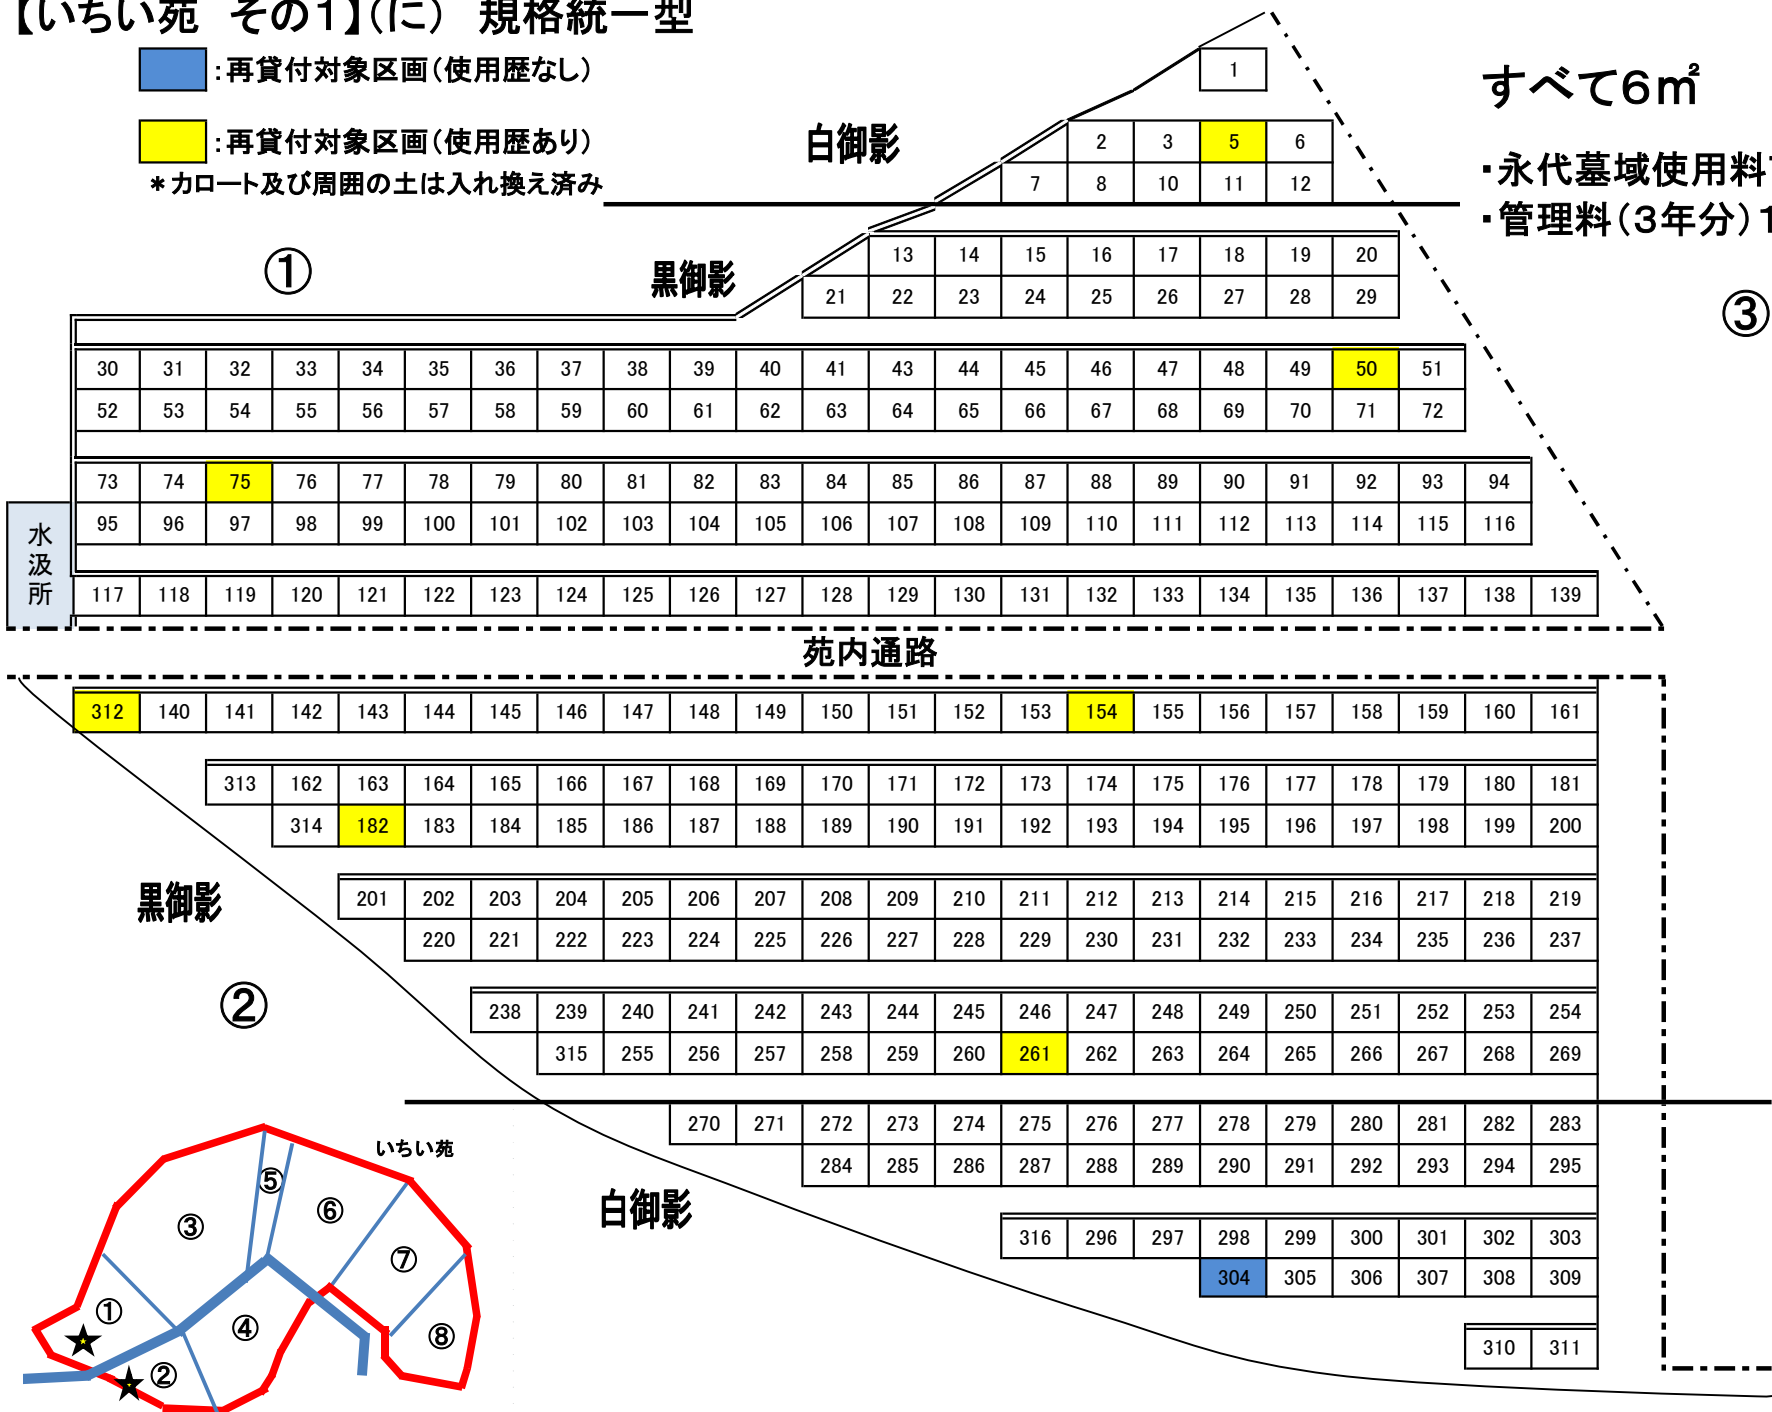 【いちい苑 その1】(に) 規格統一型
:再貸付対象区画(使用歴なし)
:再貸付対象区画(使用歴あり)
*カロート及び周囲の土は入れ換え済み
すべて6㎡
・永代墓域使用料
・管理料(3年分)1
白御影
1
2 3 5 6
7 8 10 11 12
①
黒御影
③
13 14 15 16 17 18 19 20
21 22 23 24 25 26 27 28 29
30 31 32 33 34 35 36 37 38 39 40 41 43 44 45 46 47 48 49 50 51
52 53 54 55 56 57 58 59 60 61 62 63 64 65 66 67 68 69 70 71 72
73 74 75 76 77 78 79 80 81 82 83 84 85 86 87 88 89 90 91 92 93 94
95 96 97 98 99 100 101 102 103 104 105 106 107 108 109 110 111 112 113 114 115 116
水汲所
117 118 119 120 121 122 123 124 125 126 127 128 129 130 131 132 133 134 135 136 137 138 139
苑内通路
312 140 141 142 143 144 145 146 147 148 149 150 151 152 153 154 155 156 157 158 159 160 161
313 162 163 164 165 166 167 168 169 170 171 172 173 174 175 176 177 178 179 180 181
314 182 183 184 185 186 187 188 189 190 191 192 193 194 195 196 197 198 199 200
黒御影
201 202 203 204 205 206 207 208 209 210 211 212 213 214 215 216 217 218 219
220 221 222 223 224 225 226 227 228 229 230 231 232 233 234 235 236 237
②
238 239 240 241 242 243 244 245 246 247 248 249 250 251 252 253 254
315 255 256 257 258 259 260 261 262 263 264 265 266 267 268 269
270 271 272 273 274 275 276 277 278 279 280 281 282 283
284 285 286 287 288 289 290 291 292 293 294 295
白御影
316 296 297 298 299 300 301 302 303
304 305 306 307 308 309
310 311
いちい苑
⑤
⑥
③
⑦
①
④
⑧
②